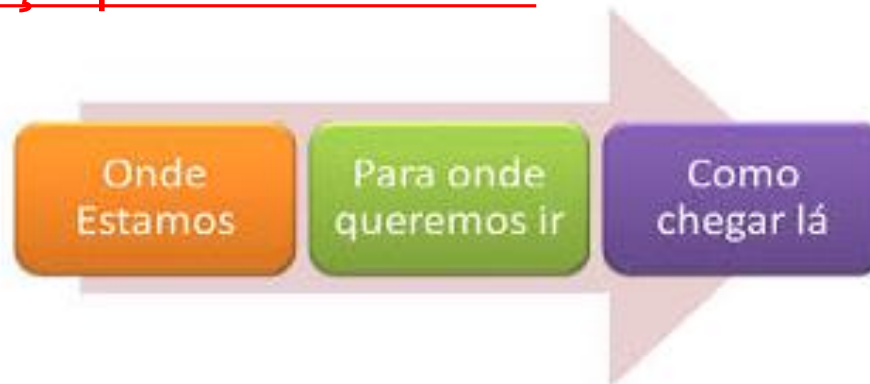 Onde
Estamos
Para onde
queremos ir
Como
chegar lá